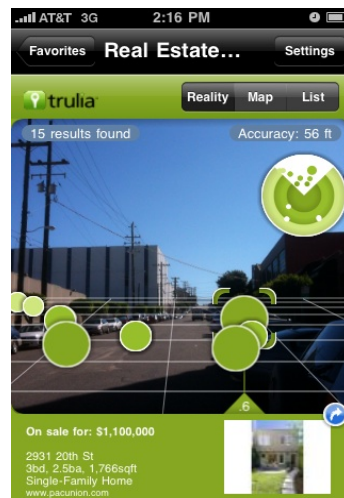 AT&T 3G 2:16 PM
Favorites Real Estate... Settings
trulia Reality Map List
15 results found Accuracy: 56 ft
.6
On sale for: $1,100,000
2931 20th St
3bd, 2.5ba, 1,766sqft
Single-Family Home
www.pacunion.com